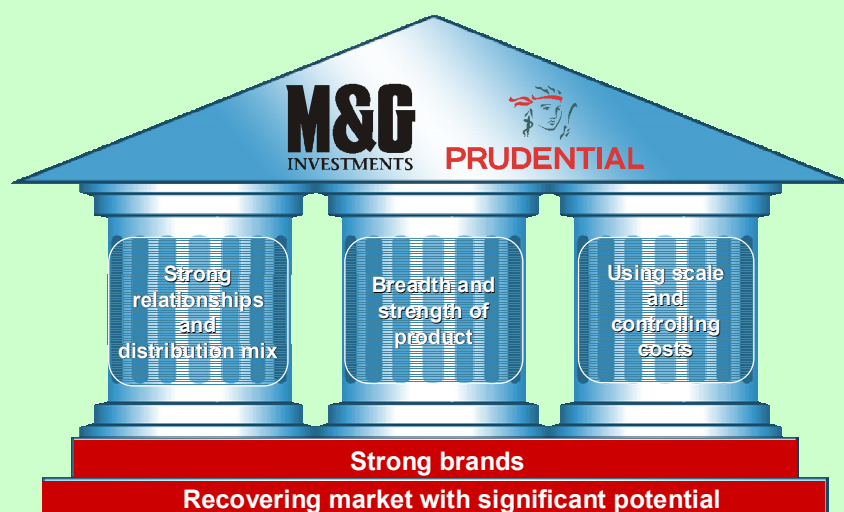 M&G
INVESTMENTS
PRUDENTIAL
Strong
relationships
and
distribution mix
Breadth and
strength of
product
Using scale
and
controlling
costs
Strong brands
Recovering market with significant potential